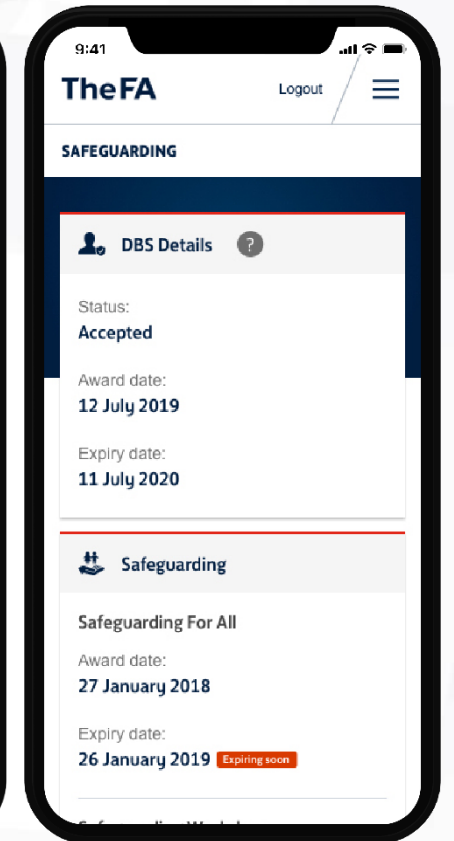 9:41
TheFA
Logout
SAFEGUARDING
DBS Details ?
Status:
Accepted
Award date:
12 July 2019
Expiry date:
11 July 2020
Safeguarding
Safeguarding For All
Award date:
27 January 2018
Expiry date:
26 January 2019 Expiring soon